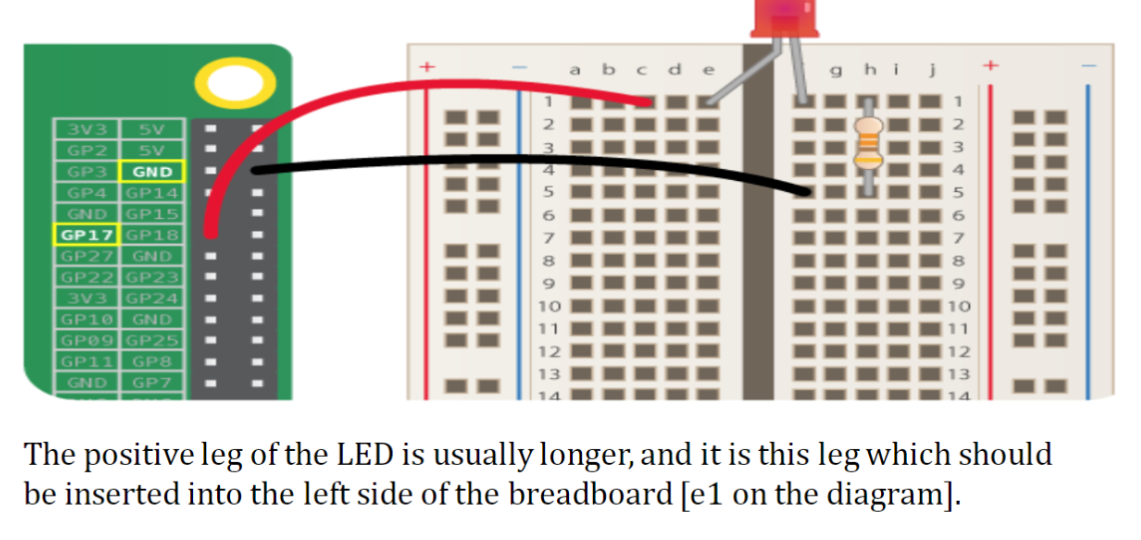 + − a b c d e g h i j + −
3V3 5V
GP2 5V
GP3 GND
GP4 GP14
GND GP15
GP17 GP18
GP27 GND
GP22 GP23
3V3 GP24
GP10 GND
GP09 GP25
GP11 GP8
GND GP7
1 1
2 2
3 3
4 4
5 5
6 6
7 7
8 8
9 9
10 10
11 11
12 12
13 13
14 14
The positive leg of the LED is usually longer, and it is this leg which should
be inserted into the left side of the breadboard [e1 on the diagram].